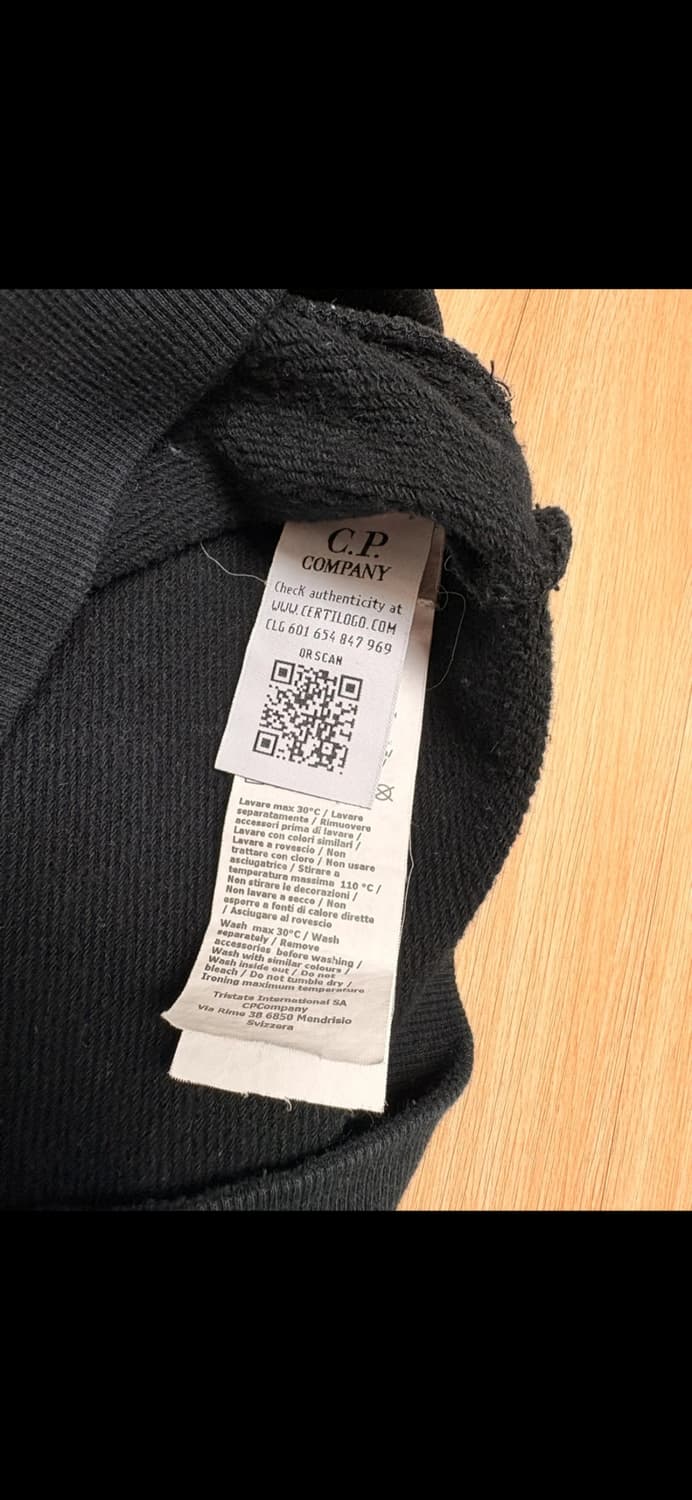 C.P.
COMPANY
Check authenticity at
WWW.CERTILOGO.COM
CLG 601 654 847 969
OR SCAN
Lavare max 30°C / Lavare
separatamente / Rimuovere
accessori prima di lavare /
Lavare con colori similari /
Lavare a rovescio / Non
trattare con cloro / Non usare
asciugatrice / Stirare a
temperatura massima 110 °C /
Non stirare le decorazioni /
Non lavare a secco / Non
esporre a fonti di calore dirette
/ Asciugare al rovescio
Wash max 30°C / Wash
separately / Remove
accessories before washing /
Wash with similar colours /
Wash inside out / Do not
bleach / Do not tumble dry /
Ironing maximum temperature
Tristate International SA
CPCompany
Via Rime 38 6850 Mendrisio
Svizzera